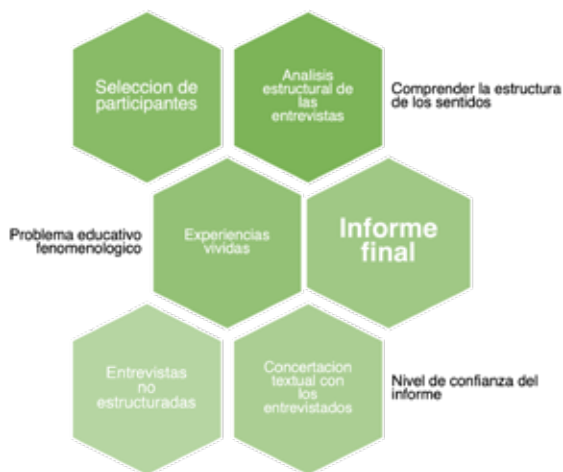 Seleccion de
participantes
Analisis
estructural de
las
entrevistas
Comprender la estructura
de los sentidos
Problema educativo
fenomenologico
Experiencias
vividas
Informe
final
Entrevistas
no
estructuradas
Concertacion
textual con
los
entrevistados
Nivel de confianza del
informe